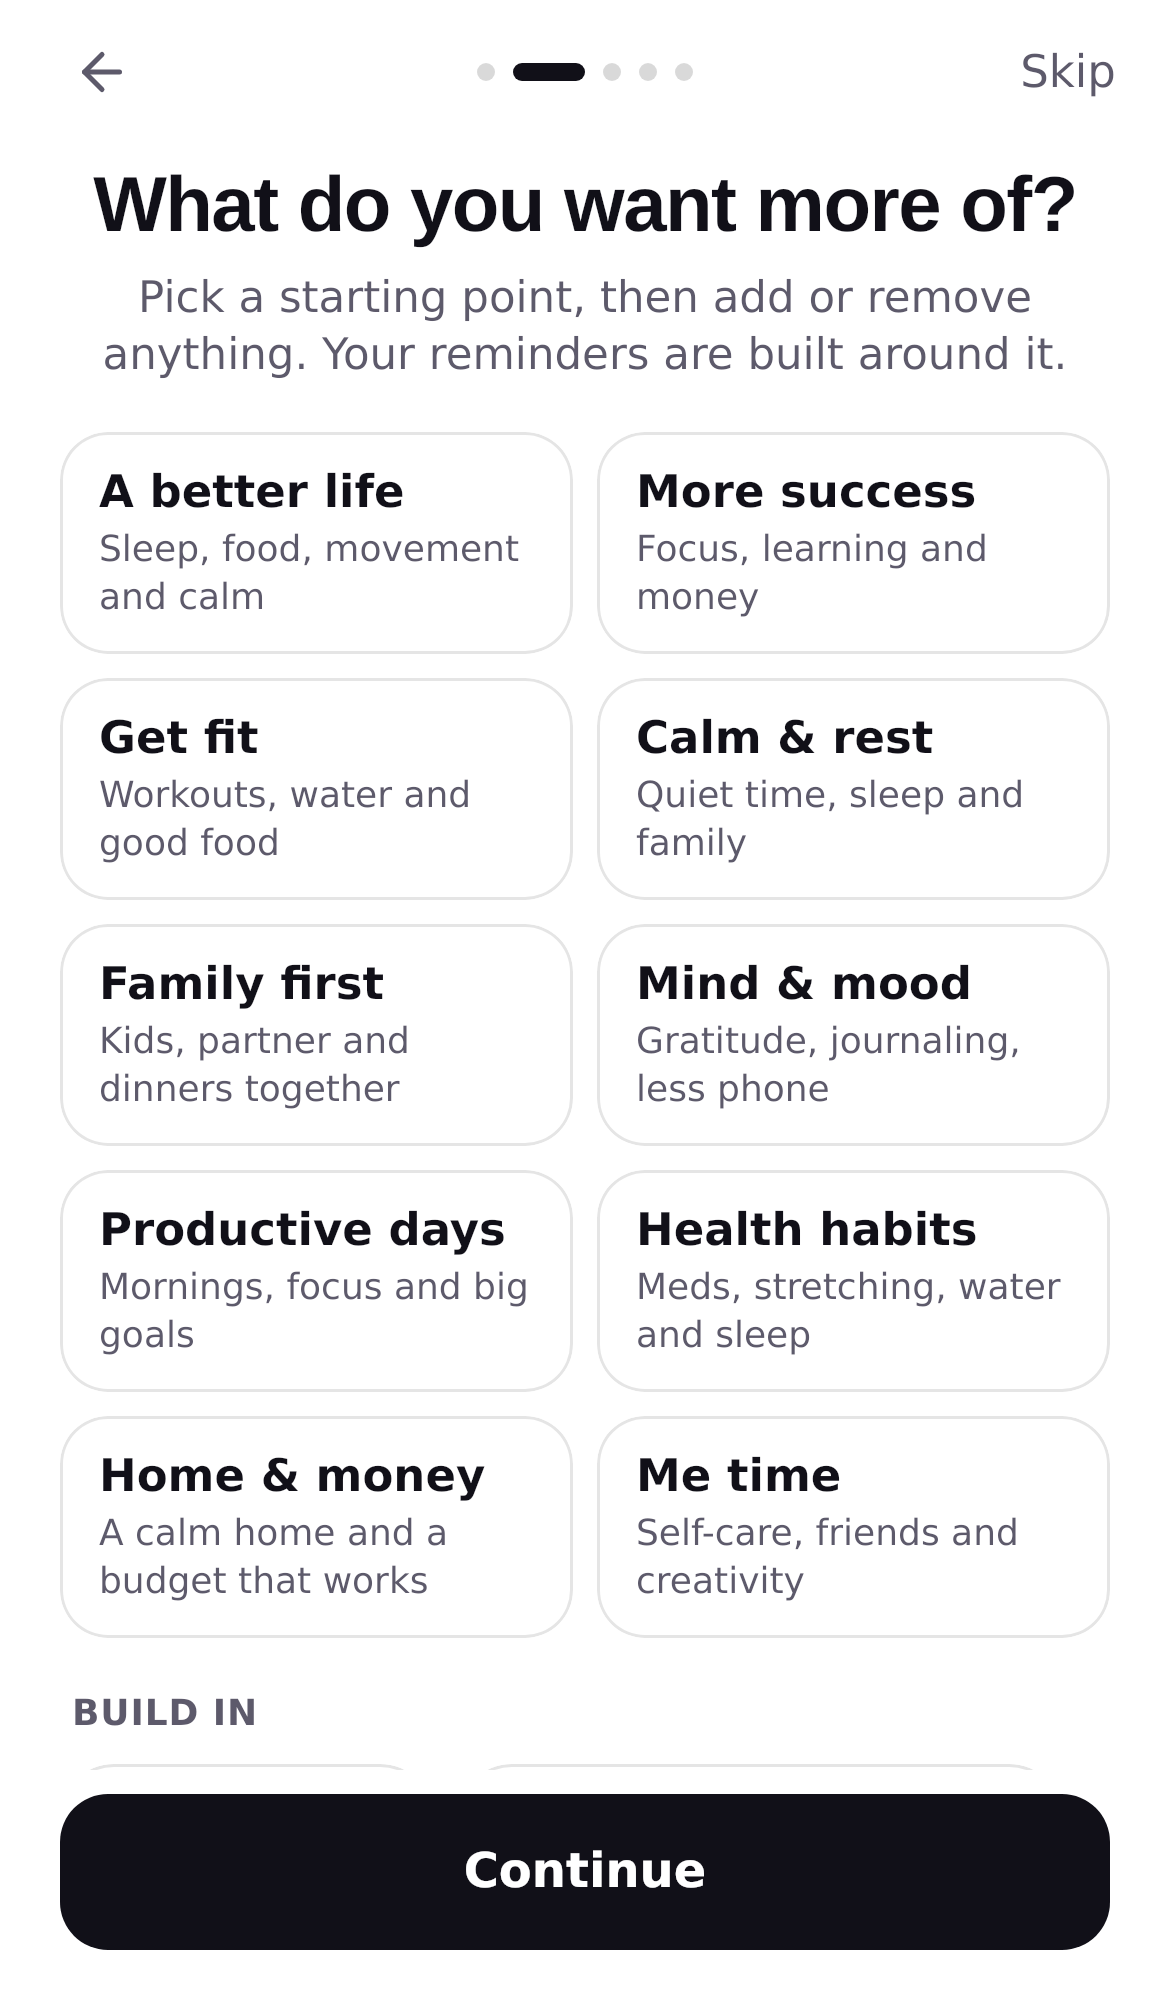 Skip
What do you want more of?
Pick a starting point, then add or remove
anything. Your reminders are built around it.
A better life
Sleep, food, movement
and calm
More success
Focus, learning and
money
Get fit
Workouts, water and
good food
Calm & rest
Quiet time, sleep and
family
Family first
Kids, partner and
dinners together
Mind & mood
Gratitude, journaling,
less phone
Productive days
Mornings, focus and big
goals
Health habits
Meds, stretching, water
and sleep
Home & money
A calm home and a
budget that works
Me time
Self-care, friends and
creativity
BUILD IN
Continue